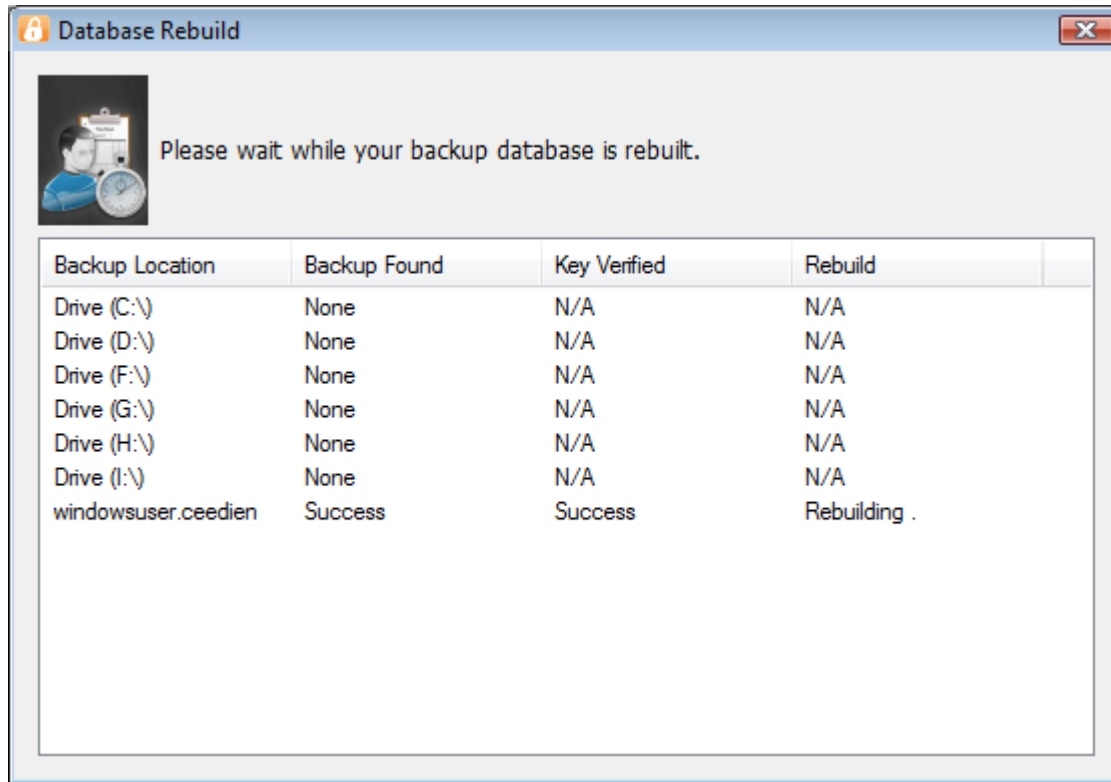 Database Rebuild
Please wait while your backup database is rebuilt.
Backup Location Backup Found Key Verified Rebuild
Drive (C:\) None N/A N/A
Drive (D:\) None N/A N/A
Drive (F:\) None N/A N/A
Drive (G:\) None N/A N/A
Drive (H:\) None N/A N/A
Drive (I:\) None N/A N/A
windowsuser.ceedien Success Success Rebuilding .